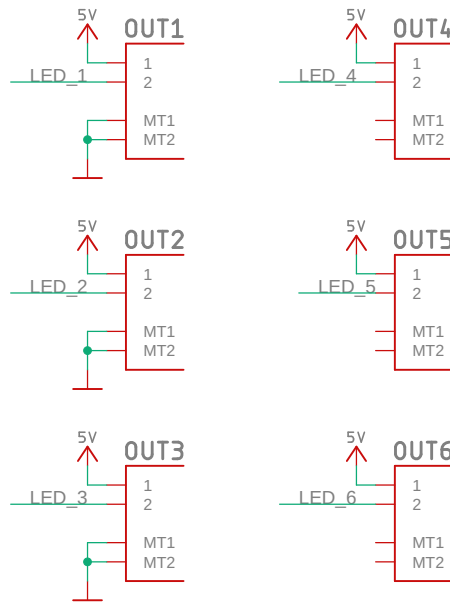 5V OUT1
1
LED_1 2
MT1
MT2
5V OUT4
1
LED_4 2
MT1
MT2
5V OUT2
1
LED_2 2
MT1
MT2
5V OUT5
1
LED_5 2
MT1
MT2
5V OUT3
1
LED_3 2
MT1
MT2
5V OUT6
1
LED_6 2
MT1
MT2